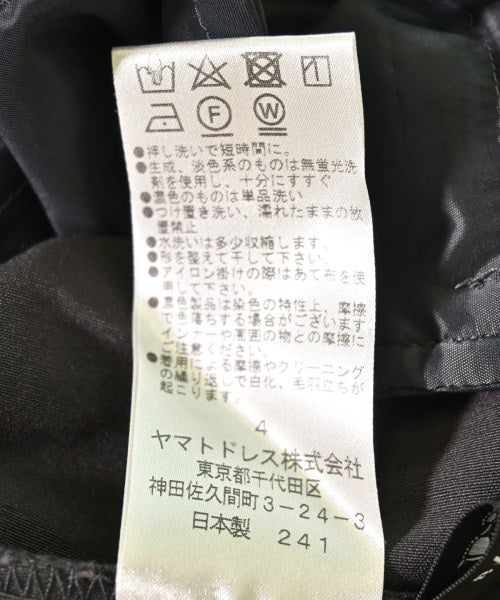 F W
●押し洗いで短時間に。
●生成、淡色系のものは無蛍光洗
剤を使用し、十分にすすぐ
●濃色のものは単品洗い
●つけ置き洗い、濡れたままの放
置禁止
●水洗いは多少収縮します。
●形を整えて干して下さい。
●アイロン掛けの際はあて布を使
用して下さい。
●濃色製品は染色の特性上、摩擦
で色落ちする場合がございます
インナーや周囲の物との摩擦に
ご注意ください。
●着用による摩擦やクリーニング
の繰り返しで白化、毛羽立ちが
起こります。
4
ヤマトドレス株式会社
東京都千代田区
神田佐久間町3-24-3
日本製 241